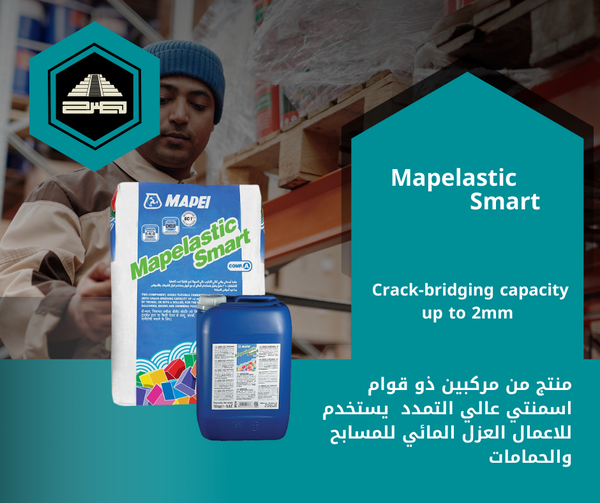 MAPEI
Mapelastic
Smart
COMP. A
Mapelastic
Smart
Crack-bridging capacity
up to 2mm
منتج من مركبين ذو قوام
اسمنتي عالي التمدد يستخدم
للاعمال العزل المائي للمسابح
والحمامات